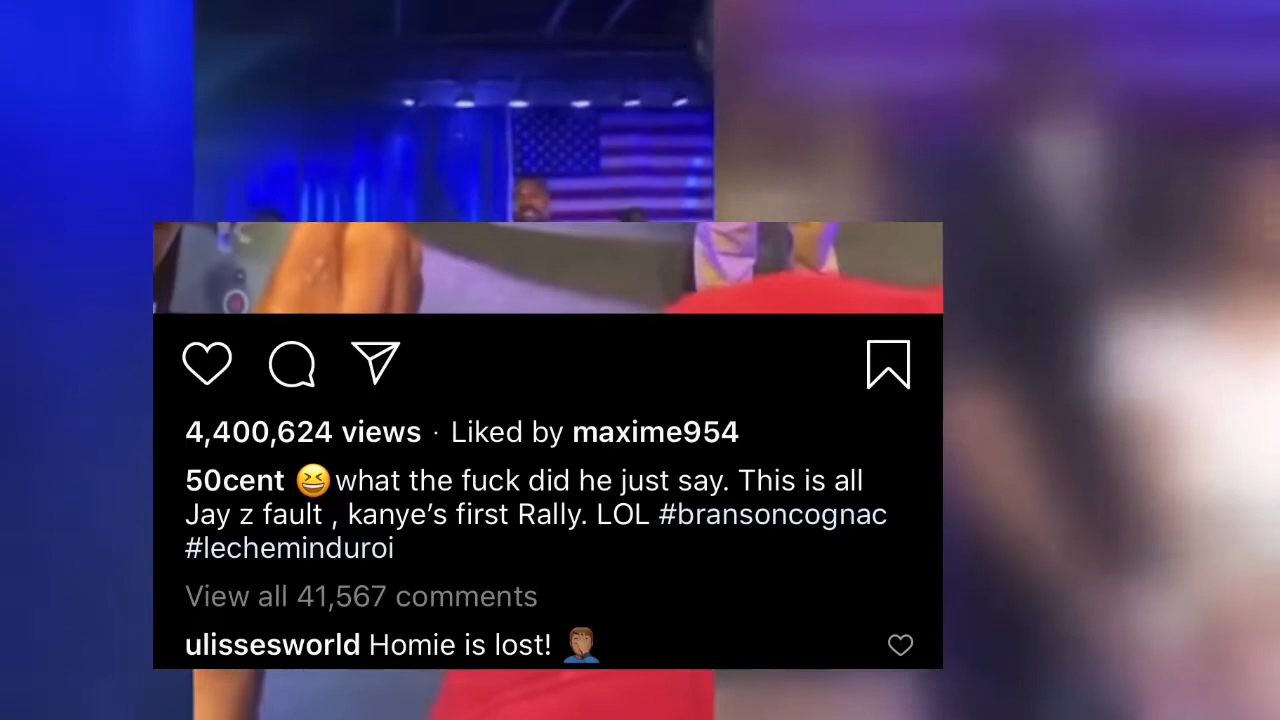 4,400,624 views · Liked by maxime954
50cent 😆what the fuck did he just say. This is all
Jay z fault , kanye’s first Rally. LOL #bransoncognac
#lecheminduroi
View all 41,567 comments
ulissesworld Homie is lost! 🤦🏽‍♂️